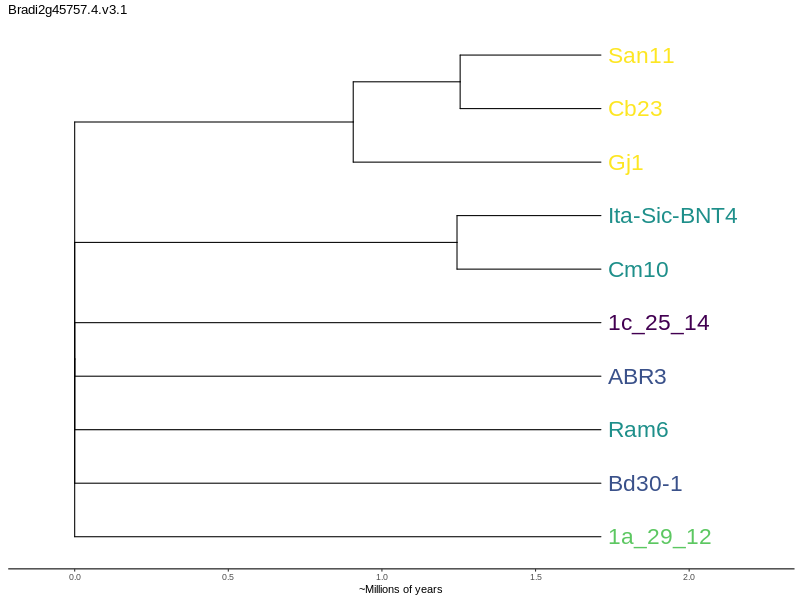 Bradi2g45757.4.v3.1
San11
Cb23
Gj1
Ita-Sic-BNT4
Cm10
1c_25_14
ABR3
Ram6
Bd30-1
1a_29_12
0.0 0.5 1.0 1.5 2.0
~Millions of years